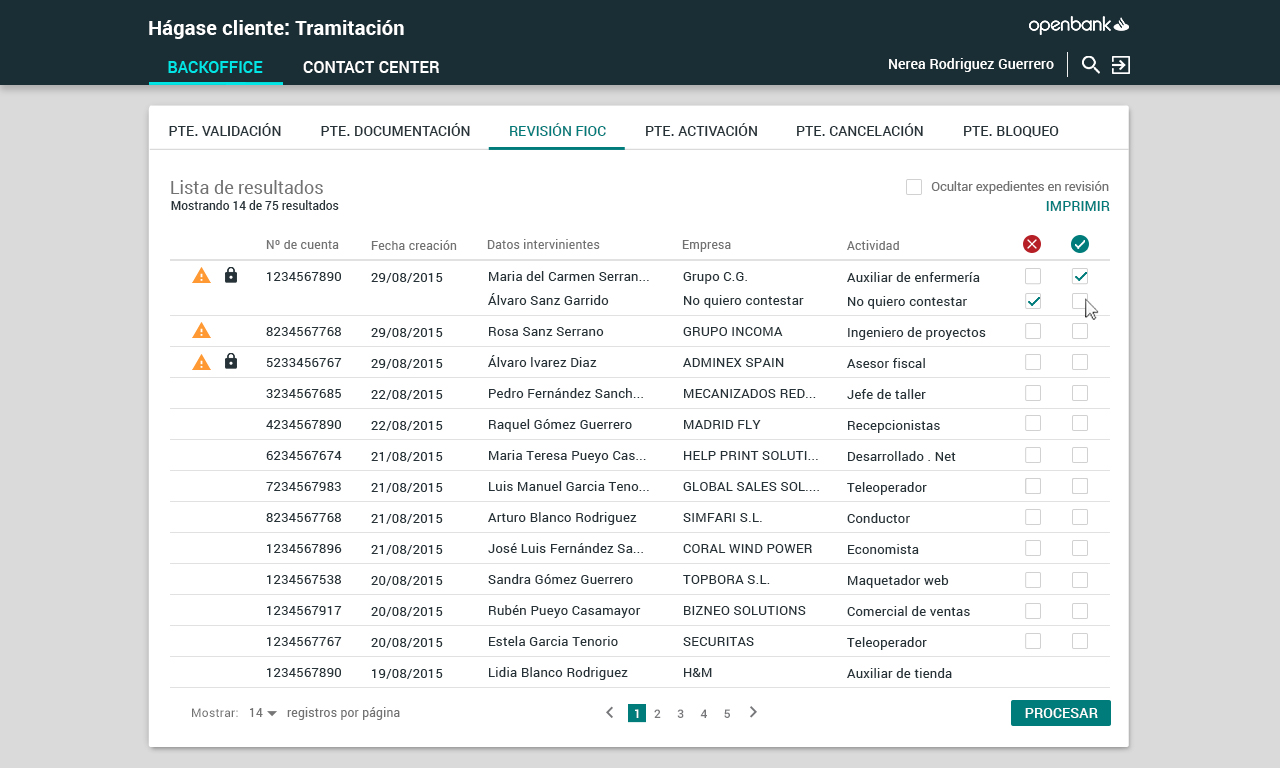 Hágase cliente: Tramitación
openbank
BACKOFFICE CONTACT CENTER
Nerea Rodriguez Guerrero
PTE. VALIDACIÓN PTE. DOCUMENTACIÓN REVISIÓN FIOC PTE. ACTIVACIÓN PTE. CANCELACIÓN PTE. BLOQUEO
Lista de resultados
Ocultar expedientes en revisión
Mostrando 14 de 75 resultados
IMPRIMIR
Nº de cuenta Fecha creación Datos intervinientes Empresa Actividad
1234567890 29/08/2015 Maria del Carmen Serran... Grupo C.G. Auxiliar de enfermería
Álvaro Sanz Garrido No quiero contestar No quiero contestar
8234567768 29/08/2015 Rosa Sanz Serrano GRUPO INCOMA Ingeniero de proyectos
5233456767 29/08/2015 Álvaro lvarez Diaz ADMINEX SPAIN Asesor fiscal
3234567685 22/08/2015 Pedro Fernández Sanch... MECANIZADOS RED... Jefe de taller
4234567890 22/08/2015 Raquel Gómez Guerrero MADRID FLY Recepcionistas
6234567674 21/08/2015 Maria Teresa Pueyo Cas... HELP PRINT SOLUTI... Desarrollado . Net
7234567983 21/08/2015 Luis Manuel Garcia Teno... GLOBAL SALES SOL.... Teleoperador
8234567768 21/08/2015 Arturo Blanco Rodriguez SIMFARI S.L. Conductor
1234567896 21/08/2015 José Luis Fernández Sa... CORAL WIND POWER Economista
1234567538 20/08/2015 Sandra Gómez Guerrero TOPBORA S.L. Maquetador web
1234567917 20/08/2015 Rubén Pueyo Casamayor BIZNEO SOLUTIONS Comercial de ventas
1234567767 20/08/2015 Estela Garcia Tenorio SECURITAS Teleoperador
1234567890 19/08/2015 Lidia Blanco Rodriguez H&M Auxiliar de tienda
Mostrar: 14 registros por página 1 2 3 4 5 PROCESAR